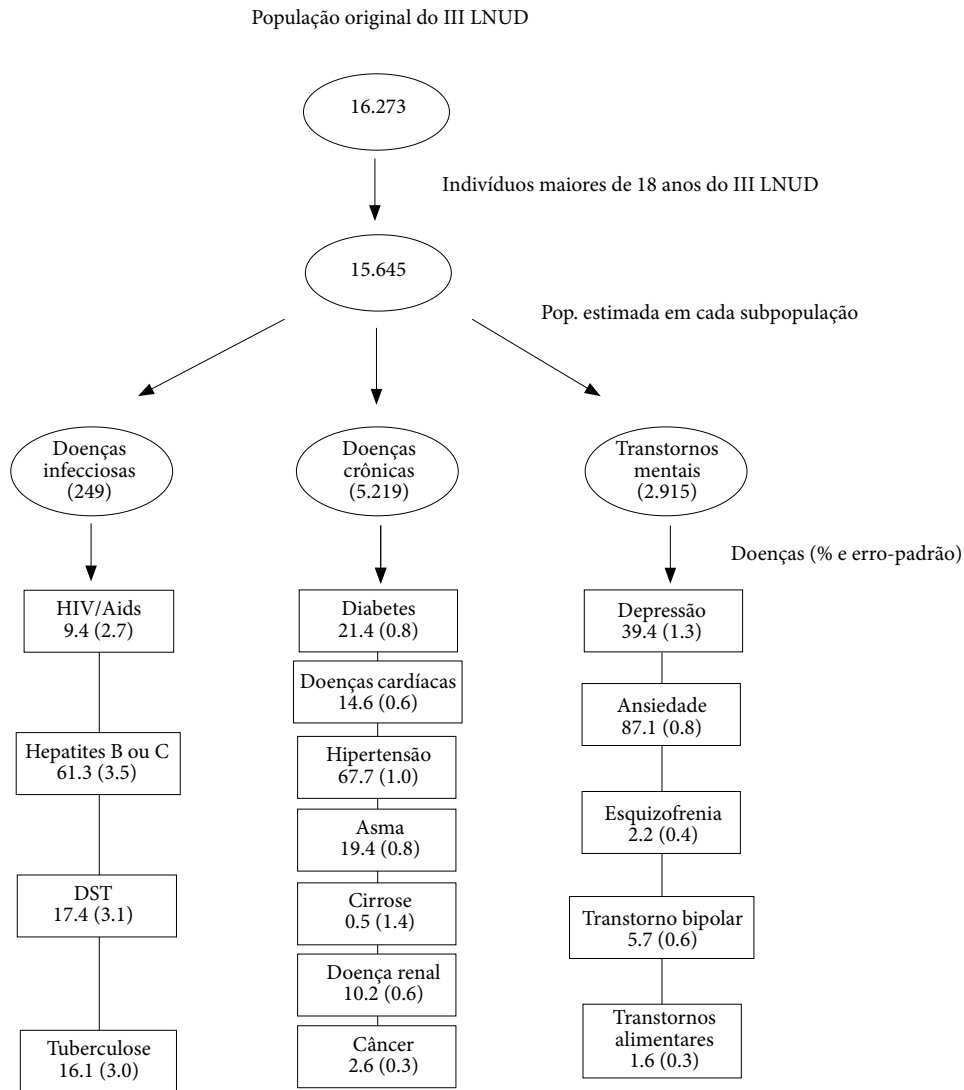 População original do III LNUD
16.273
Indivíduos maiores de 18 anos do III LNUD
15.645
Pop. estimada em cada subpopulação
Doenças
infecciosas
(249)
Doenças
crônicas
(5.219)
Transtornos
mentais
(2.915)
Doenças (% e erro-padrão)
HIV/Aids
9.4 (2.7)
Hepatites B ou C
61.3 (3.5)
DST
17.4 (3.1)
Tuberculose
16.1 (3.0)
Diabetes
21.4 (0.8)
Doenças cardíacas
14.6 (0.6)
Hipertensão
67.7 (1.0)
Asma
19.4 (0.8)
Cirrose
0.5 (1.4)
Doença renal
10.2 (0.6)
Câncer
2.6 (0.3)
Depressão
39.4 (1.3)
Ansiedade
87.1 (0.8)
Esquizofrenia
2.2 (0.4)
Transtorno bipolar
5.7 (0.6)
Transtornos
alimentares
1.6 (0.3)